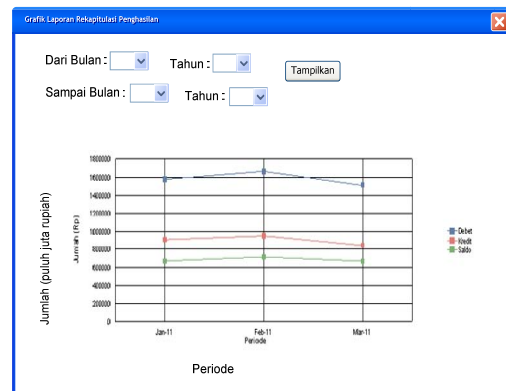 Grafik Laporan Rekapitulasi Penghasilan
Dari Bulan : Tahun : Tampilkan
Sampai Bulan : Tahun :
Jumlah (puluh juta rupiah)
Jumlah (Rp)
1800000
1600000
1400000
1200000
1000000
8000000
600000
400000
200000
0
Jan-11 Feb-11 Mar-11
Periode
Debet
Kredit
Saldo
Periode